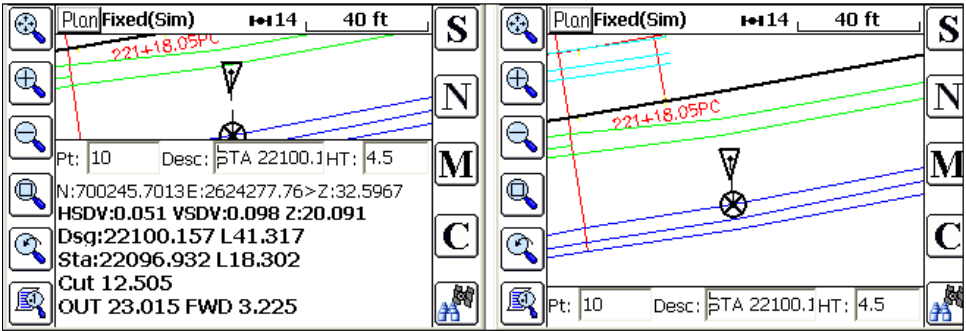 Plan Fixed(Sim) 14 40 ft S
221+18.05PC
N
Pt: 10 Desc: STA 22100.1 HT: 4.5
M
N:700245.7013 E:2624277.76> Z:32.5967
HSDV:0.051 VSDV:0.098 Z:20.091
Dsg:22100.157 L41.317
C
Sta:22096.932 L18.302
Cut 12.505
OUT 23.015 FWD 3.225
Plan Fixed(Sim) 14 40 ft S
N
221+18.05PC
M
C
Pt: 10 Desc: STA 22100.1 HT: 4.5